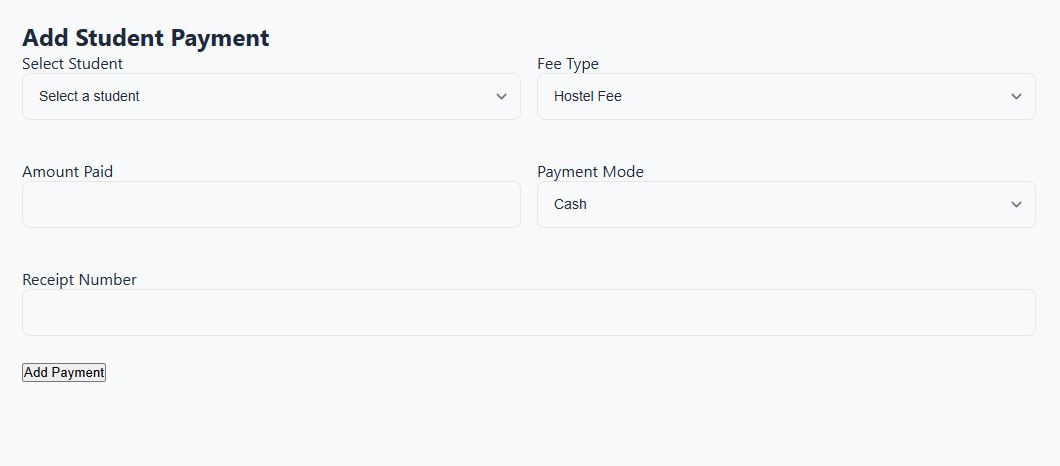 Add Student Payment
Select Student
Fee Type
Select a student
Hostel Fee
Amount Paid
Payment Mode
Cash
Receipt Number
Add Payment